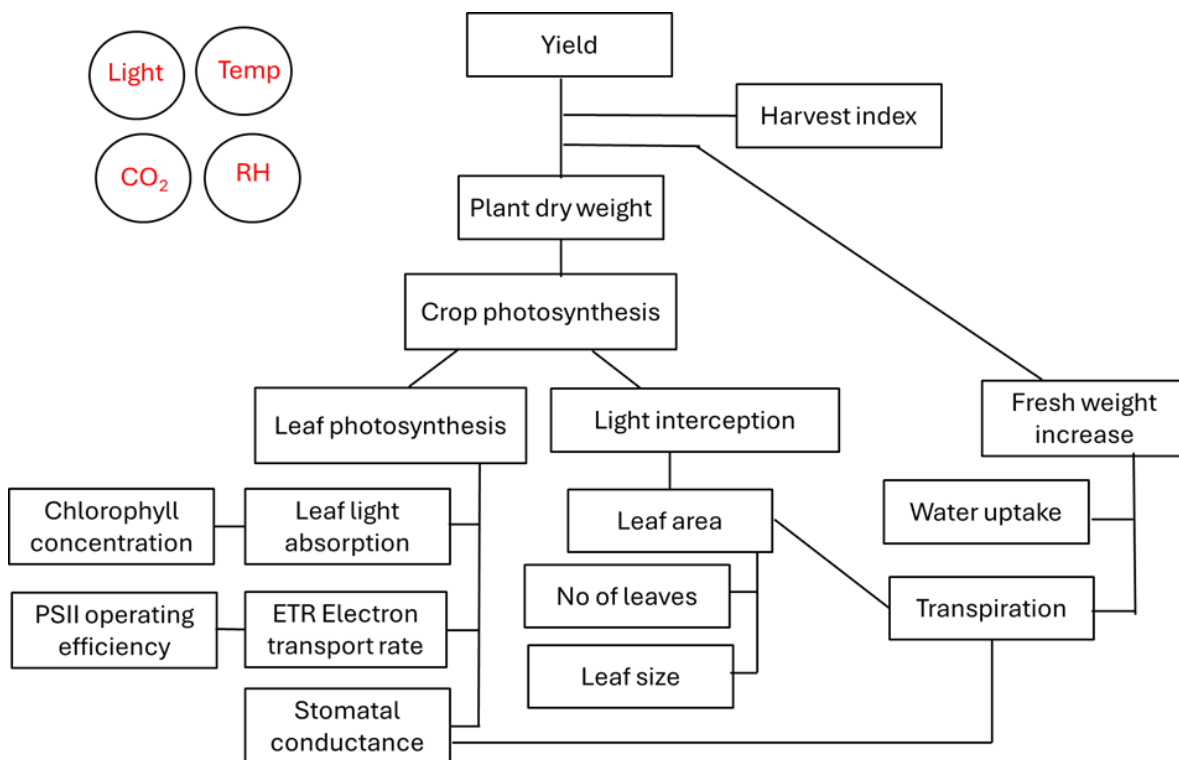 Yield
Light
Temp
Harvest index
CO₂
RH
Plant dry weight
Crop photosynthesis
Leaf photosynthesis
Light interception
Fresh weight
increase
Chlorophyll
concentration
Leaf light
absorption
Leaf area
Water uptake
No of leaves
PSII operating
efficiency
ETR Electron
transport rate
Transpiration
Leaf size
Stomatal
conductance